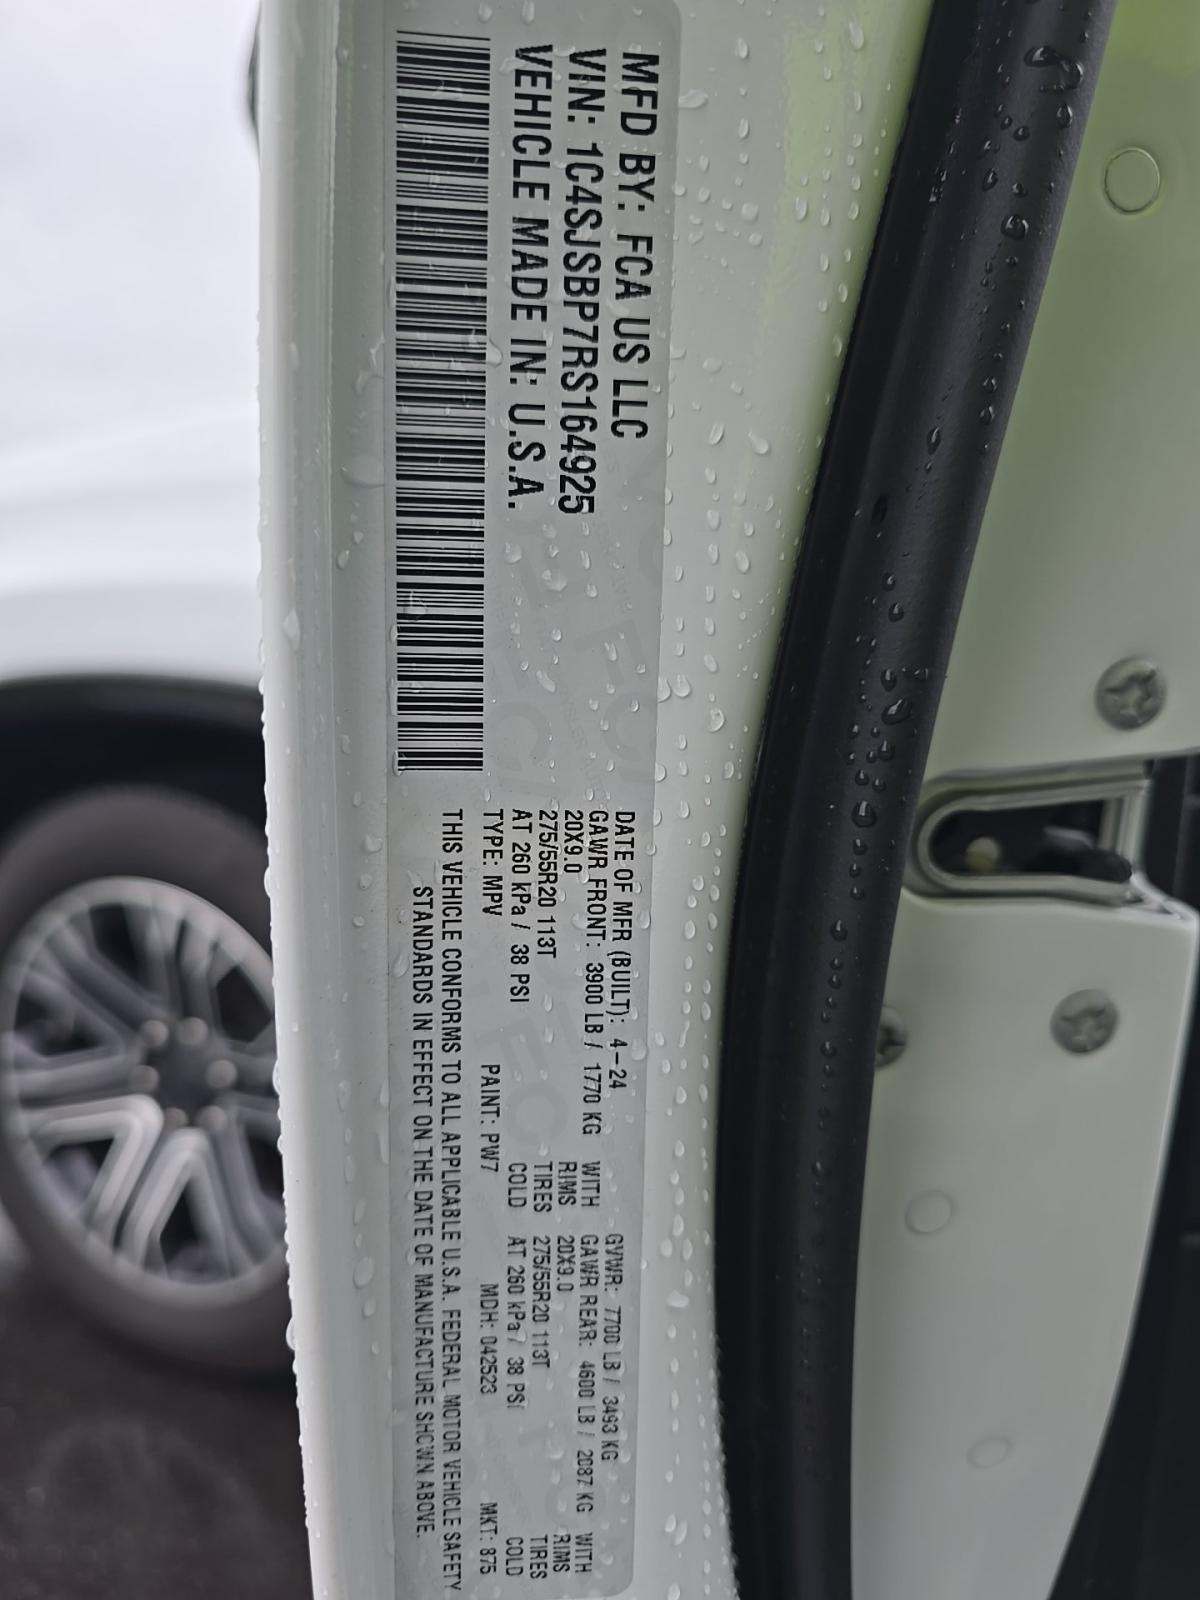 MFD BY: FCA US LLC
VIN: 1C4SJSBP7RS164925
VEHICLE MADE IN: U.S.A.
DATE OF MFR (BUILT): 4-24 GVWR: 7700 LB / 3493 KG
GAWR FRONT: 3900 LB / 1770 KG WITH GAWR REAR: 4600 LB / 2087 KG WITH
20X9.0 RIMS 20X9.0 RIMS
275/55R20 113T TIRES 275/55R20 113T TIRES
AT 260 kPa / 38 PSI COLD AT 260 kPa / 38 PSI COLD
TYPE: MPV PAINT: PW7 MDH: 042523 MKT: 875
THIS VEHICLE CONFORMS TO ALL APPLICABLE U.S.A. FEDERAL MOTOR VEHICLE SAFETY
STANDARDS IN EFFECT ON THE DATE OF MANUFACTURE SHOWN ABOVE.